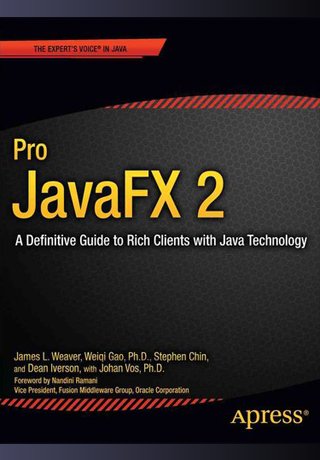 THE EXPERT'S VOICE® IN JAVA
Pro
JavaFX 2
A Definitive Guide to Rich Clients with Java Technology
James L. Weaver, Weiqi Gao, Ph.D., Stephen Chin,
and Dean Iverson, with Johan Vos, Ph.D.
Foreword by Nandini Ramani
Vice President, Fusion Middleware Group, Oracle Corporation
Apress®